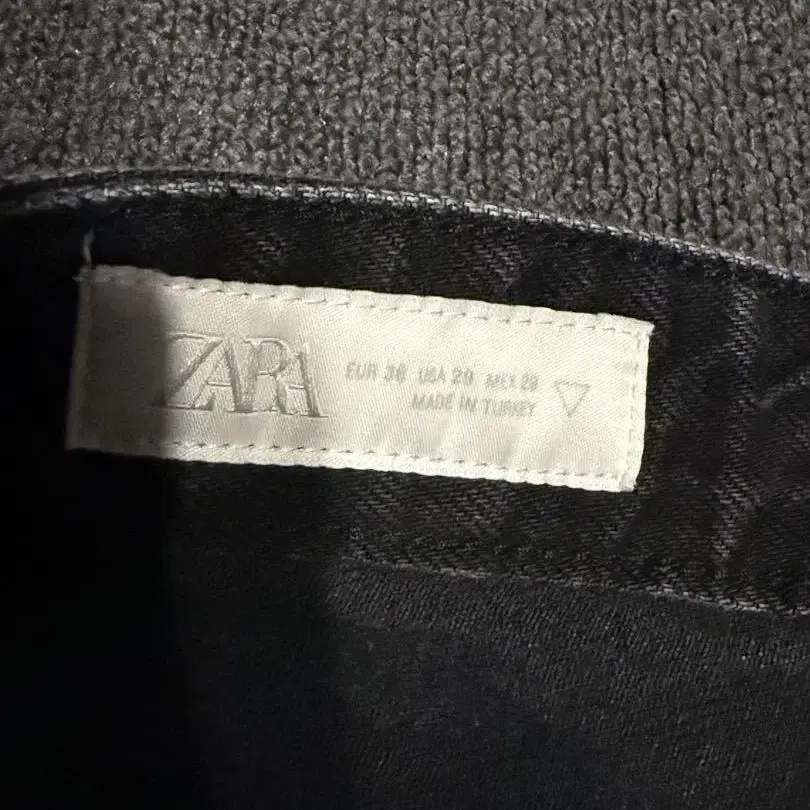 ZARA
EUR 38 USA 29 MEX 29
MADE IN TURKEY